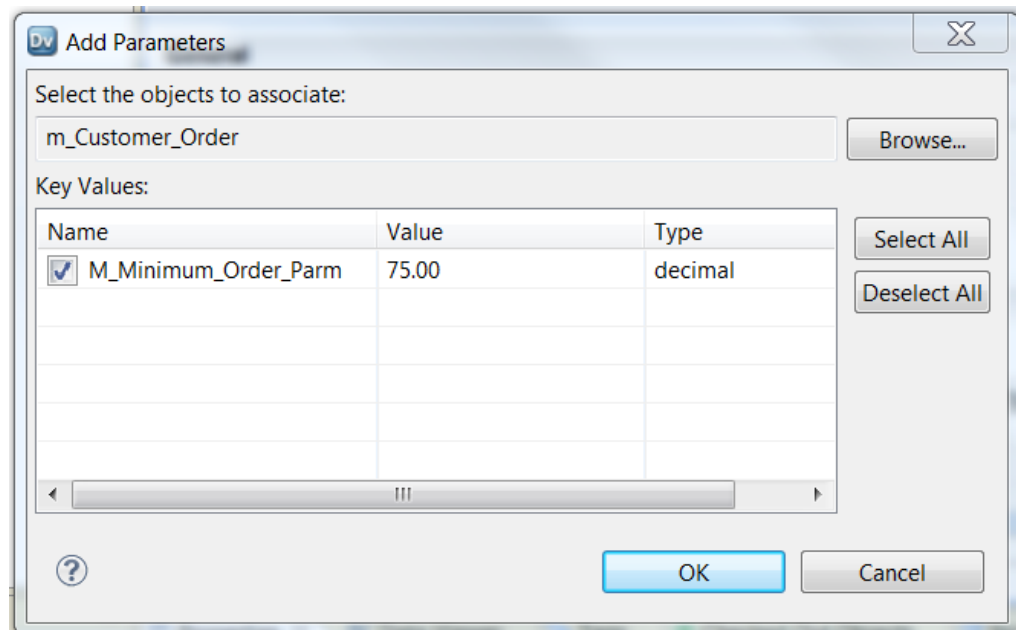 Dv Add Parameters
General
Select the objects to associate:
m_Customer_Order
Browse...
Key Values:
Name Value Type
Select All
M_Minimum_Order_Parm 75.00 decimal
Deselect All
OK Cancel